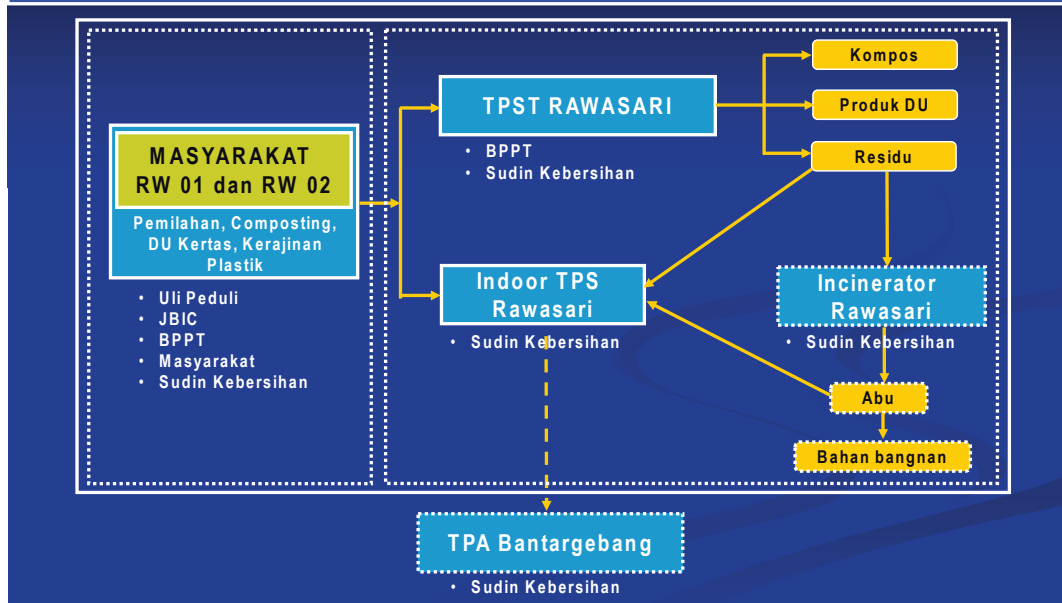 MASYARAKAT
RW 01 dan RW 02
Pemilahan, Composting,
DU Kertas, Kerajinan
Plastik
• Uli Peduli
• JBIC
• BPPT
• Masyarakat
• Sudin Kebersihan
TPST RAWASARI
• BPPT
• Sudin Kebersihan
Kompos
Produk DU
Residu
Indoor TPS
Rawasari
• Sudin Kebersihan
Incinerator
Rawasari
• Sudin Kebersihan
Abu
Bahan bangnan
TPA Bantargebang
• Sudin Kebersihan